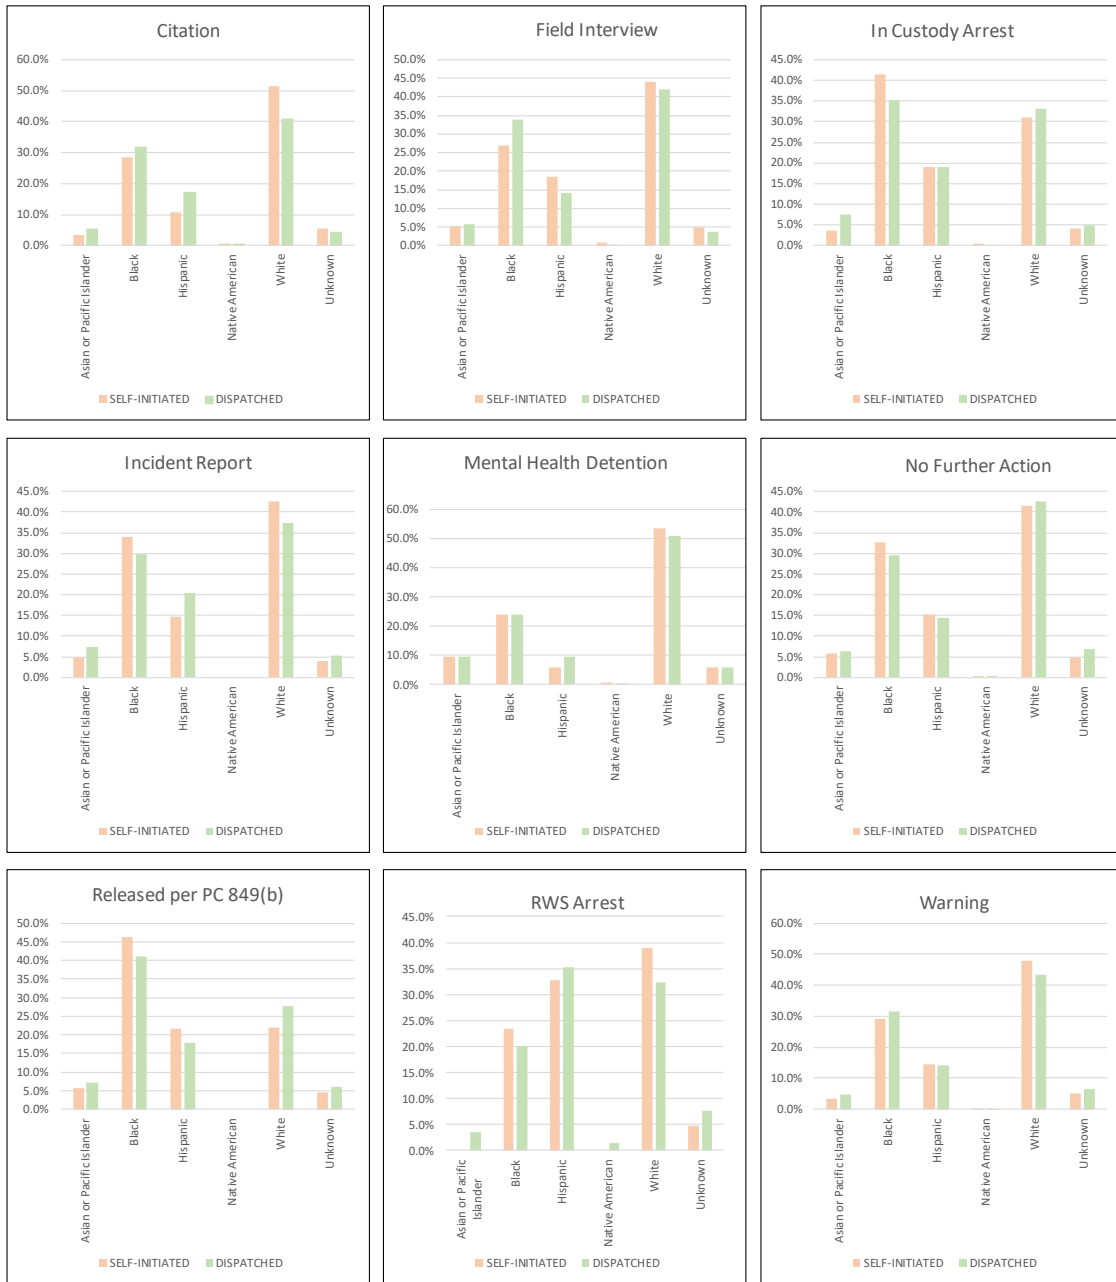 Citation
60.0%
50.0%
40.0%
30.0%
20.0%
10.0%
0.0%
Asian or Pacific Islander
Black
Hispanic
Native American
White
Unknown
SELF-INITIATED DISPATCHED
Field Interview
50.0%
45.0%
40.0%
35.0%
30.0%
25.0%
20.0%
15.0%
10.0%
5.0%
0.0%
Asian or Pacific Islander
Black
Hispanic
Native American
White
Unknown
SELF-INITIATED DISPATCHED
In Custody Arrest
45.0%
40.0%
35.0%
30.0%
25.0%
20.0%
15.0%
10.0%
5.0%
0.0%
Asian or Pacific Islander
Black
Hispanic
Native American
White
Unknown
SELF-INITIATED DISPATCHED
Incident Report
45.0%
40.0%
35.0%
30.0%
25.0%
20.0%
15.0%
10.0%
5.0%
0.0%
Asian or Pacific Islander
Black
Hispanic
Native American
White
Unknown
SELF-INITIATED DISPATCHED
Mental Health Detention
60.0%
50.0%
40.0%
30.0%
20.0%
10.0%
0.0%
Asian or Pacific Islander
Black
Hispanic
Native American
White
Unknown
SELF-INITIATED DISPATCHED
No Further Action
45.0%
40.0%
35.0%
30.0%
25.0%
20.0%
15.0%
10.0%
5.0%
0.0%
Asian or Pacific Islander
Black
Hispanic
Native American
White
Unknown
SELF-INITIATED DISPATCHED
Released per PC 849(b)
50.0%
45.0%
40.0%
35.0%
30.0%
25.0%
20.0%
15.0%
10.0%
5.0%
0.0%
Asian or Pacific Islander
Black
Hispanic
Native American
White
Unknown
SELF-INITIATED DISPATCHED
RWS Arrest
45.0%
40.0%
35.0%
30.0%
25.0%
20.0%
15.0%
10.0%
5.0%
0.0%
Asian or Pacific
Islander
Black
Hispanic
Native American
White
Unknown
SELF-INITIATED DISPATCHED
Warning
60.0%
50.0%
40.0%
30.0%
20.0%
10.0%
0.0%
Asian or Pacific Islander
Black
Hispanic
Native American
White
Unknown
SELF-INITIATED DISPATCHED